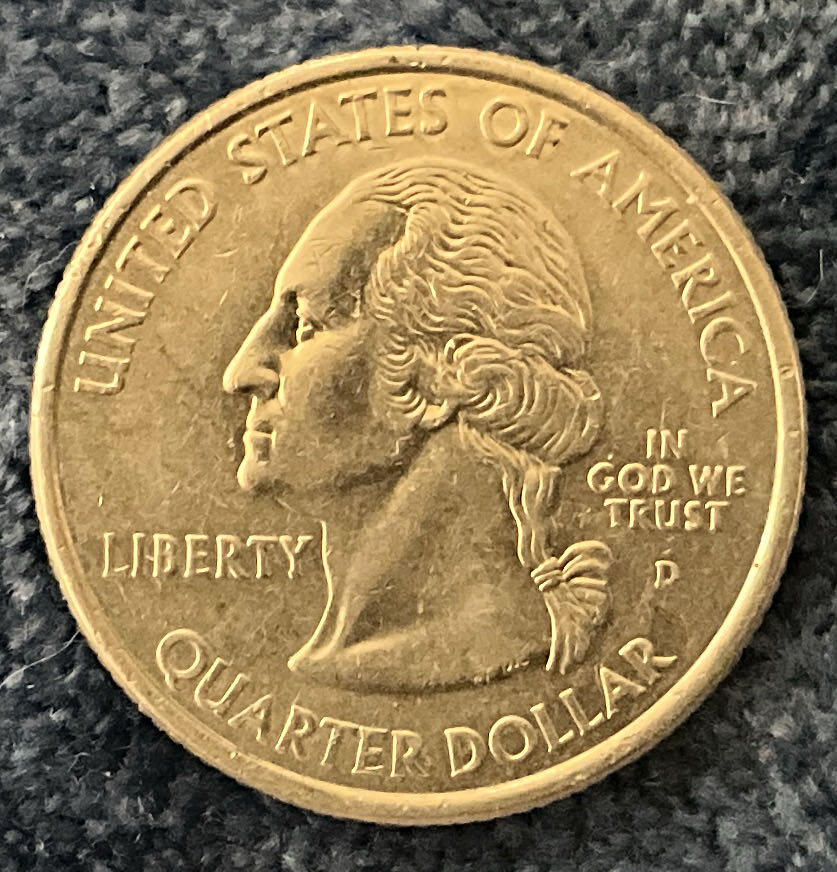 UNITED STATES OF AMERICA
IN
GOD WE
TRUST
LIBERTY
D
QUARTER DOLLAR